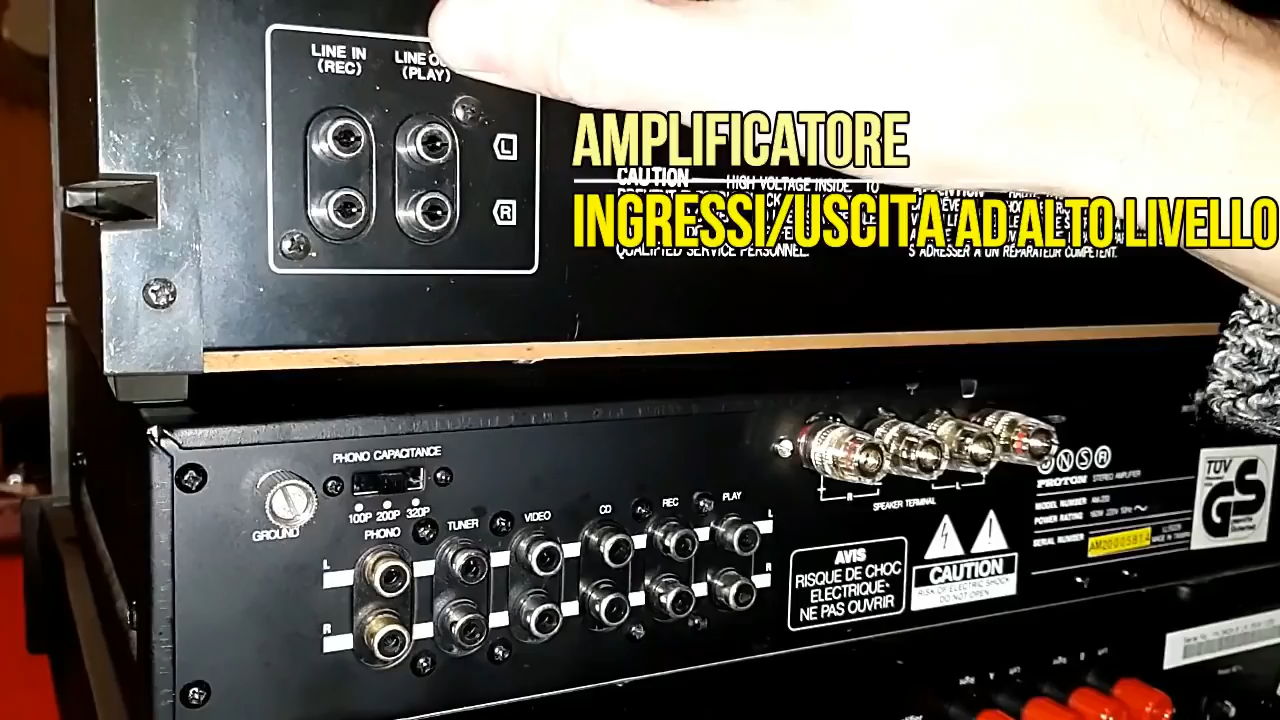 LINE IN
(REC)
LINE OU
(PLAY)
L
R
AMPLIFICATORE
INGRESSI/USCITA AD ALTO LIVELLO
CAUTION HIGH VOLTAGE INSIDE. TO
QUALIFIED SERVICE PERSONNEL.
S'ADRESSER À UN RÉPARATEUR COMPÉTENT.
PHONO CAPACITANCE
100P 200P 320P
GROUND
PHONO
TUNER
VIDEO
CD
REC
PLAY
L
L
R
R
+ R - - L +
SPEAKER TERMINAL
AVIS
RISQUE DE CHOC
ELECTRIQUE-
NE PAS OUVRIR
CAUTION
RISK OF ELECTRIC SHOCK
DO NOT OPEN
PROTON STEREO AMPLIFIER
MODEL NUMBER
POWER RATING
SERIAL NUMBER AM20005814
MADE IN TAIWAN
TÜV
GS